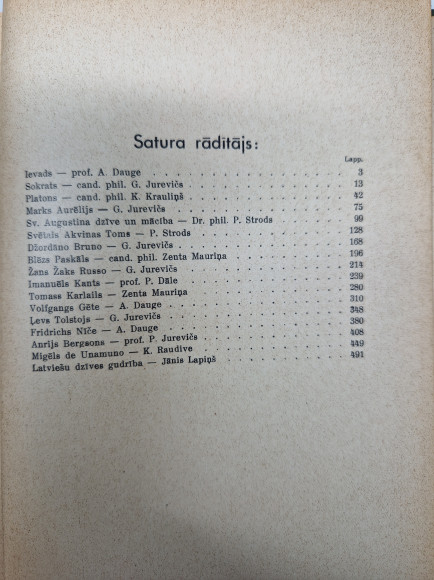 Satura rādītājs:
Lapp.
Ievads — prof. A. Dauge . . . . . . . . . . . . . 3
Sokrats — cand. phil. G. Jurevičs . . . . . . . . . . . 13
Platons — cand. phil. K. Krauliņš . . . . . . . . . . . 42
Marks Aurēlijs — G. Jurevičs . . . . . . . . . . . . 75
Sv. Augustina dzīve un mācība — Dr. phil. P. Strods . . . . 99
Svētais Akvinas Toms — P. Strods . . . . . . . . . . 128
Džordāno Bruno — G. Jurevičs . . . . . . . . . . . 168
Blēzs Paskāls — cand. phil. Zenta Mauriņa . . . . . . . . 196
Žans Žaks Russo — G. Jurevičs . . . . . . . . . . . 214
Imanuēls Kants — prof. P. Dāle . . . . . . . . . . . 239
Tomass Karlails — Zenta Mauriņa . . . . . . . . . . 280
Volfgangs Gēte — A. Dauge . . . . . . . . . . . . 310
Ļevs Tolstojs — G. Jurevičs . . . . . . . . . . . . 348
Fridrichs Nīče — A. Dauge . . . . . . . . . . . . 380
Anrijs Bergsons — prof. P. Jurevičs . . . . . . . . . . 408
Migēls de Unamuno — K. Raudive . . . . . . . . . . 449
Latviešu dzīves gudrība — Jānis Lapiņš . . . . . . . . . 491